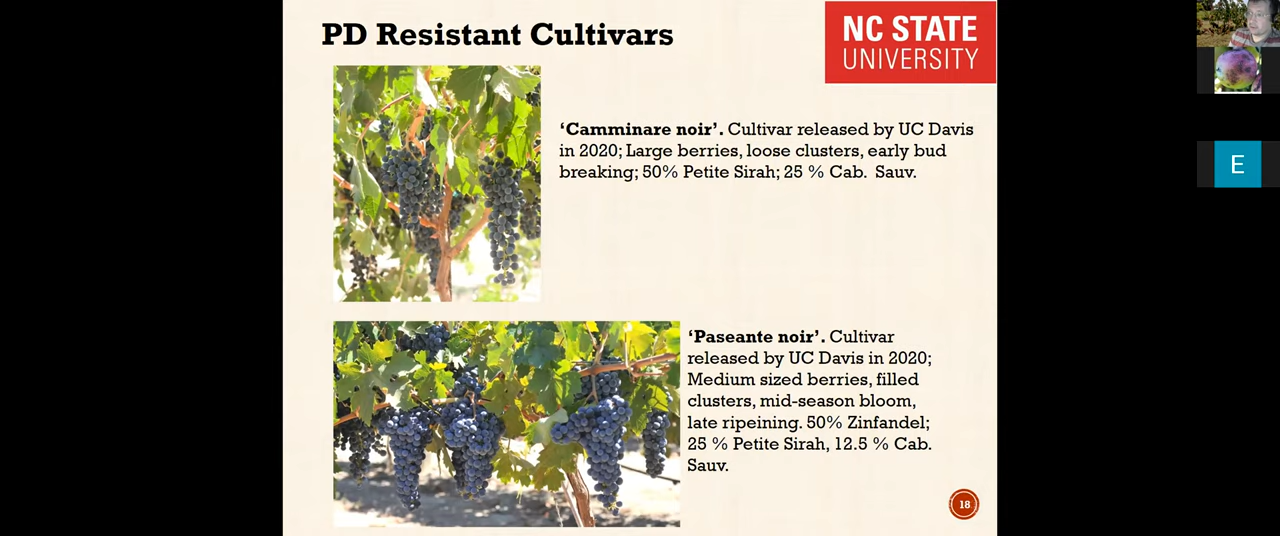 PD Resistant Cultivars
NC STATE
UNIVERSITY
‘Camminare noir’. Cultivar released by UC Davis
in 2020; Large berries, loose clusters, early bud
breaking; 50% Petite Sirah; 25 % Cab. Sauv.
E
‘Paseante noir’. Cultivar
released by UC Davis in 2020;
Medium sized berries, filled
clusters, mid-season bloom,
late ripeining. 50% Zinfandel;
25 % Petite Sirah, 12.5 % Cab.
Sauv.
18